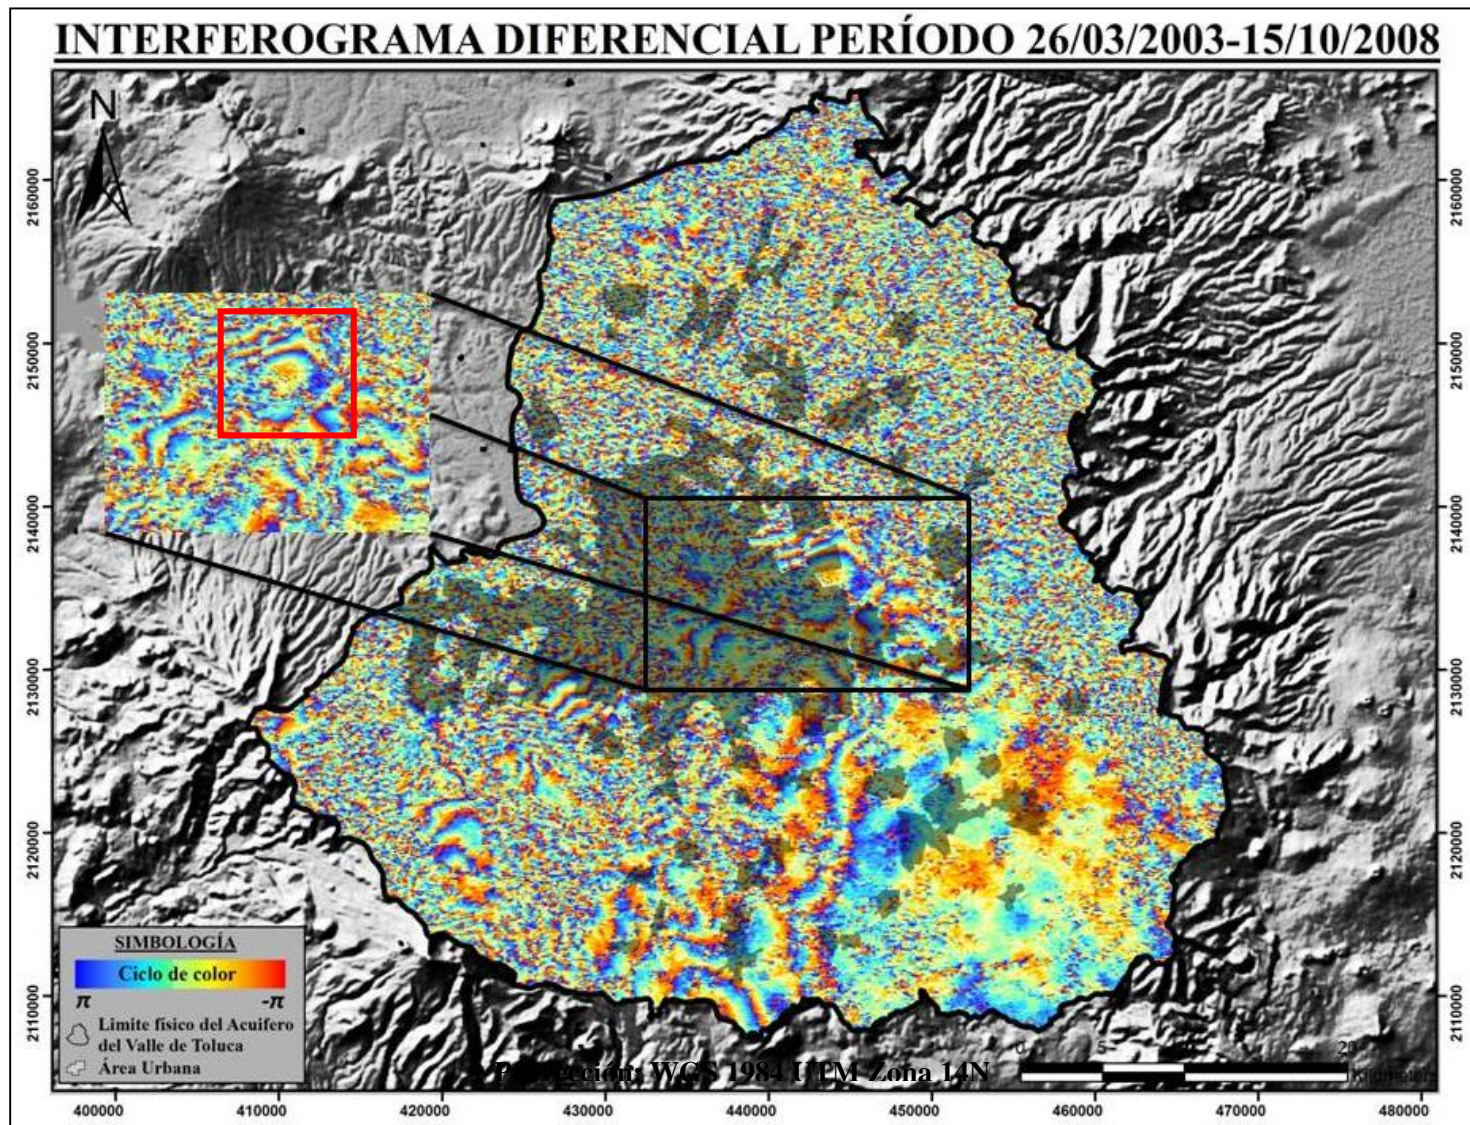 INTERFEROGRAMA DIFERENCIAL PERÍODO 26/03/2003-15/10/2008
N
2160000
2150000
2140000
2130000
2120000
2110000
2160000
2150000
2140000
2130000
2120000
2110000
SIMBOLOGÍA
Ciclo de color
π -π
Limite físico del Acuífero
del Valle de Toluca
Área Urbana
WGS 1984 UTM Zona 14N
0 5 20
400000 410000 420000 430000 440000 450000 460000 470000 480000